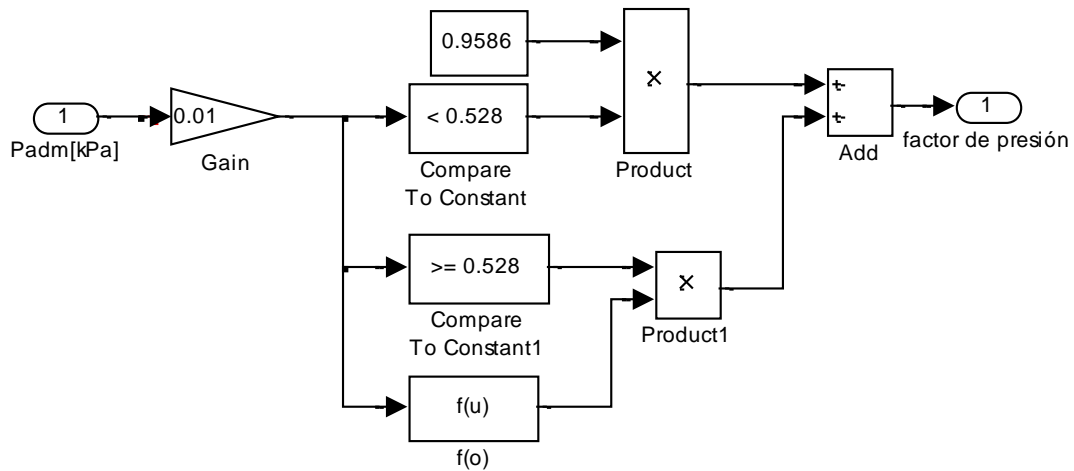 1
Padm[kPa]
0.01
Gain
0.9586
< 0.528
Compare
To Constant
×
Product
>= 0.528
Compare
To Constant1
×
Product1
f(u)
f(o)
+
+
Add
1
factor de presión